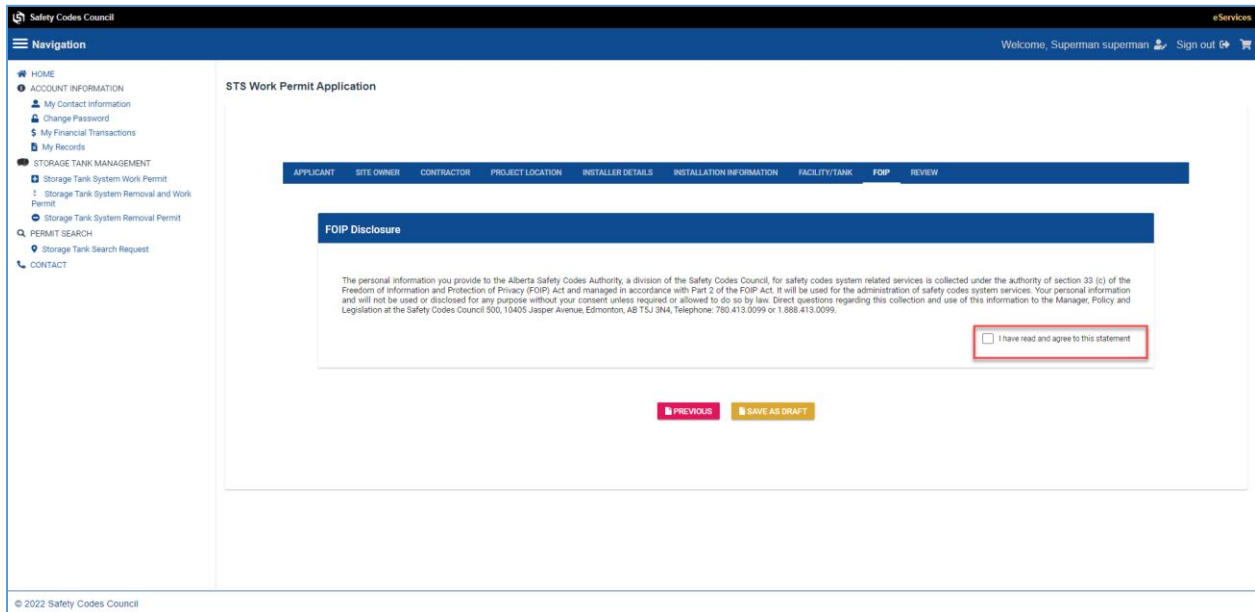 Safety Codes Council
eServices
Navigation
Welcome, Superman superman
Sign out
HOME
ACCOUNT INFORMATION
My Contact Information
Change Password
My Financial Transactions
My Records
STORAGE TANK MANAGEMENT
Storage Tank System Work Permit
Storage Tank System Removal and Work
Permit
Storage Tank System Removal Permit
PERMIT SEARCH
Storage Tank Search Request
CONTACT
STS Work Permit Application
APPLICANT SITE OWNER CONTRACTOR PROJECT LOCATION INSTALLER DETAILS INSTALLATION INFORMATION FACILITY/TANK FOIP REVIEW
FOIP Disclosure
The personal information you provide to the Alberta Safety Codes Authority, a division of the Safety Codes Council, for safety codes system related services is collected under the authority of section 33 (c) of the
Freedom of Information and Protection of Privacy (FOIP) Act and managed in accordance with Part 2 of the FOIP Act. It will be used for the administration of safety codes system services. Your personal information
and will not be used or disclosed for any purpose without your consent unless required or allowed to do so by law. Direct questions regarding this collection and use of this information to the Manager, Policy and
Legislation at the Safety Codes Council 500, 10405 Jasper Avenue, Edmonton, AB T5J 3N4, Telephone: 780.413.0099 or 1.888.413.0099.
I have read and agree to this statement
PREVIOUS SAVE AS DRAFT
© 2022 Safety Codes Council